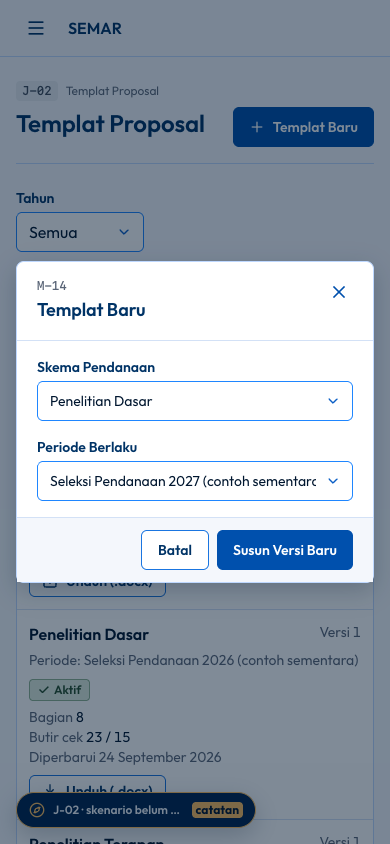 SEMAR
J-02 Templat Proposal
Templat Proposal
Templat Baru
Tahun
Semua
M-14
Templat Baru
Skema Pendanaan
Penelitian Dasar
Periode Berlaku
Seleksi Pendanaan 2027 (contoh sementara
Batal
Susun Versi Baru
Unduh (.docx)
Penelitian Dasar
Versi 1
Periode: Seleksi Pendanaan 2026 (contoh sementara)
Aktif
Bagian 8
Butir cek 23 / 15
Diperbarui 24 September 2026
Unduh (.docx)
J-02 · skenario belum ... catatan
Penelitian Terapan
Versi 1